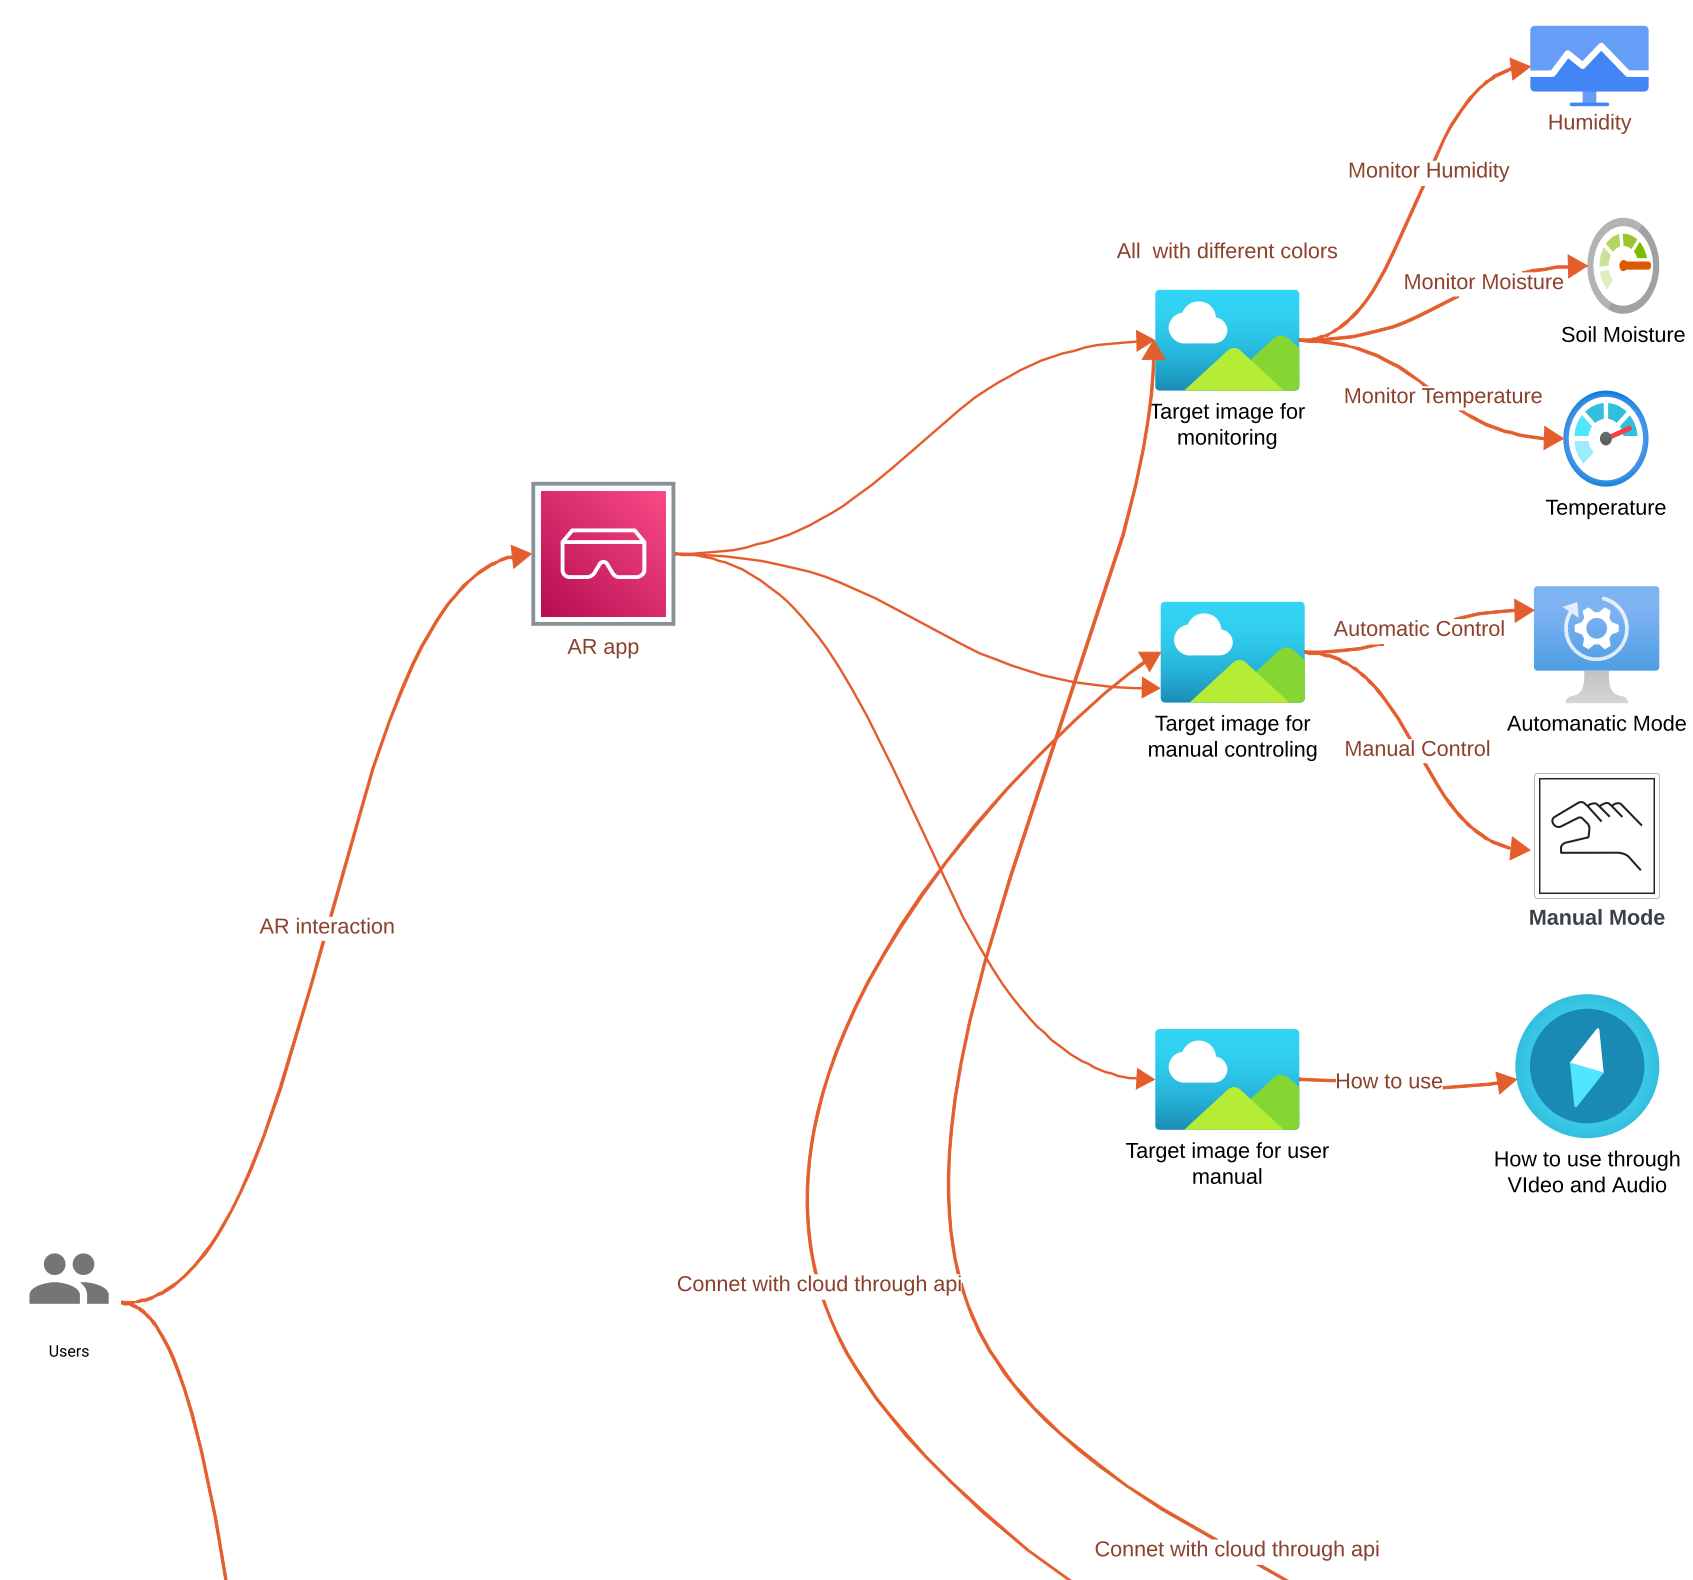 Humidity
Monitor Humidity
All  with different colors
Monitor Moisture
Soil Moisture
Monitor Temperature
Target image for
monitoring
Temperature
AR app
Automatic Control
Target image for
manual controling
Automanatic Mode
Manual Control
Manual Mode
AR interaction
How to use
Target image for user
manual
How to use through
VIdeo and Audio
Connet with cloud through api
Users
Connet with cloud through api